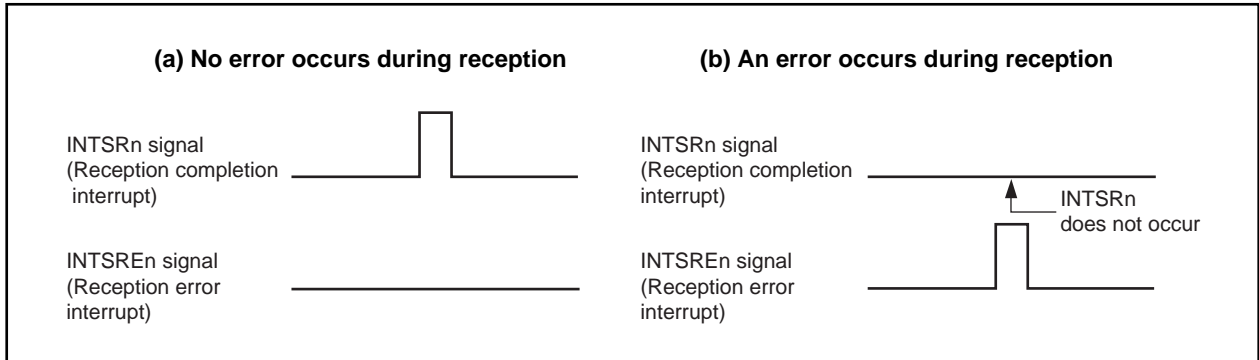 (a) No error occurs during reception
INTSRn signal
(Reception completion
interrupt)
INTSREn signal
(Reception error
interrupt)
(b) An error occurs during reception
INTSRn signal
(Reception completion
interrupt)
INTSRn
does not occur
INTSREn signal
(Reception error
interrupt)